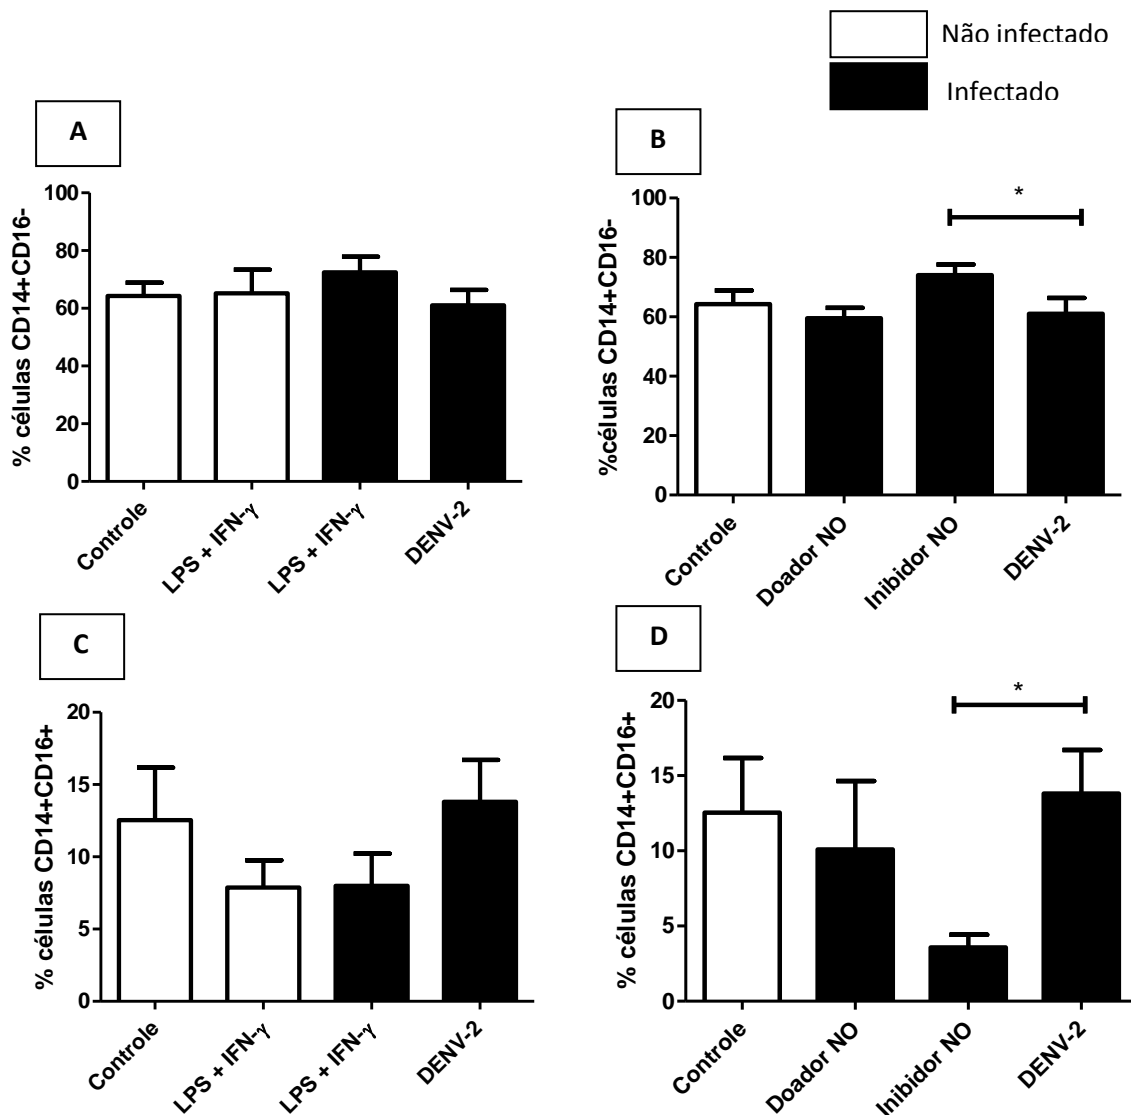 Não infectado
Infectado
A
% células CD14+CD16-
100
80
60
40
20
0
Controle
LPS + IFN-γ
LPS + IFN-γ
DENV-2
B
%células CD14+CD16-
100
80
60
40
20
0
*
Controle
Doador NO
Inibidor NO
DENV-2
C
% células CD14+CD16+
20
15
10
5
0
Controle
LPS + IFN-γ
LPS + IFN-γ
DENV-2
D
% células CD14+CD16+
20
15
10
5
0
*
Controle
Doador NO
Inibidor NO
DENV-2